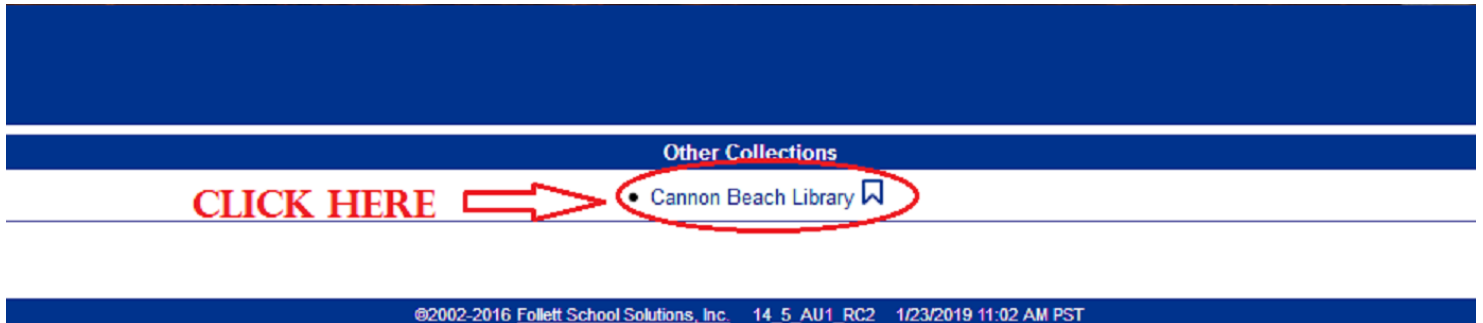 Other Collections
CLICK HERE • Cannon Beach Library
©2002-2016 Follett School Solutions, Inc. 14_5_AU1_RC2 1/23/2019 11:02 AM PST